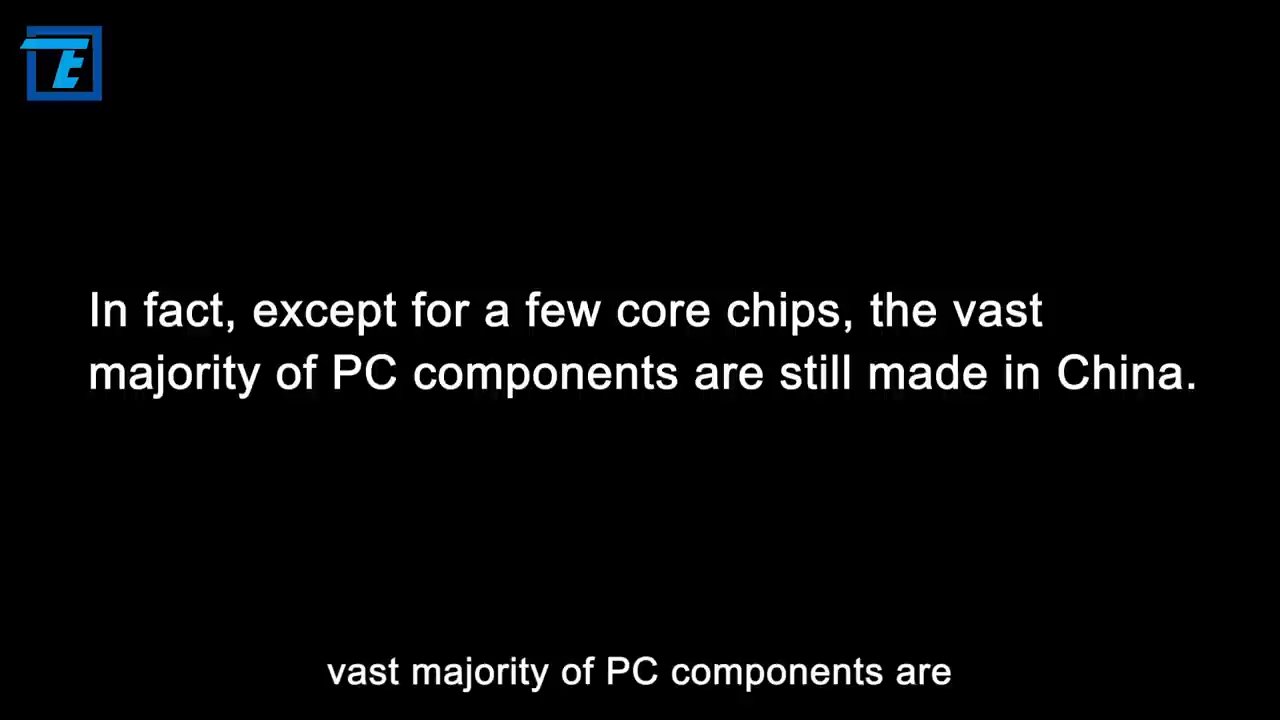 TE
In fact, except for a few core chips, the vast
majority of PC components are still made in China.
vast majority of PC components are